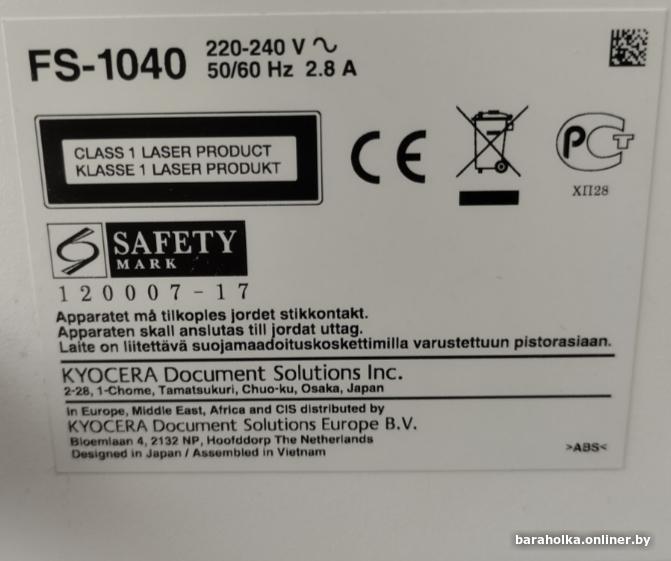 FS-1040
220-240 V ∿
50/60 Hz 2.8 A
CLASS 1 LASER PRODUCT
KLASSE 1 LASER PRODUKT
CE
PCT
ХП28
SAFETY
MARK
120007-17
Apparatet må tilkoples jordet stikkontakt.
Apparaten skall anslutas till jordat uttag.
Laite on liitettävä suojamaadoituskoskettimilla varustettuun pistorasiaan.
KYOCERA Document Solutions Inc.
2-28, 1-Chome, Tamatsukuri, Chuo-ku, Osaka, Japan
In Europe, Middle East, Africa and CIS distributed by
KYOCERA Document Solutions Europe B.V.
Bloemlaan 4, 2132 NP, Hoofddorp The Netherlands
Designed in Japan / Assembled in Vietnam
>ABS<
baraholka.onliner.by